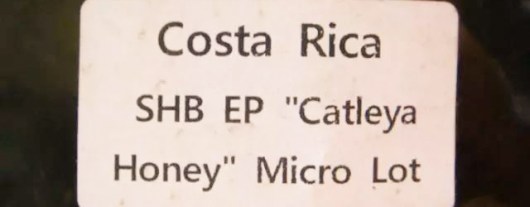 Costa Rica
SHB EP "Catleya
Honey" Micro Lot